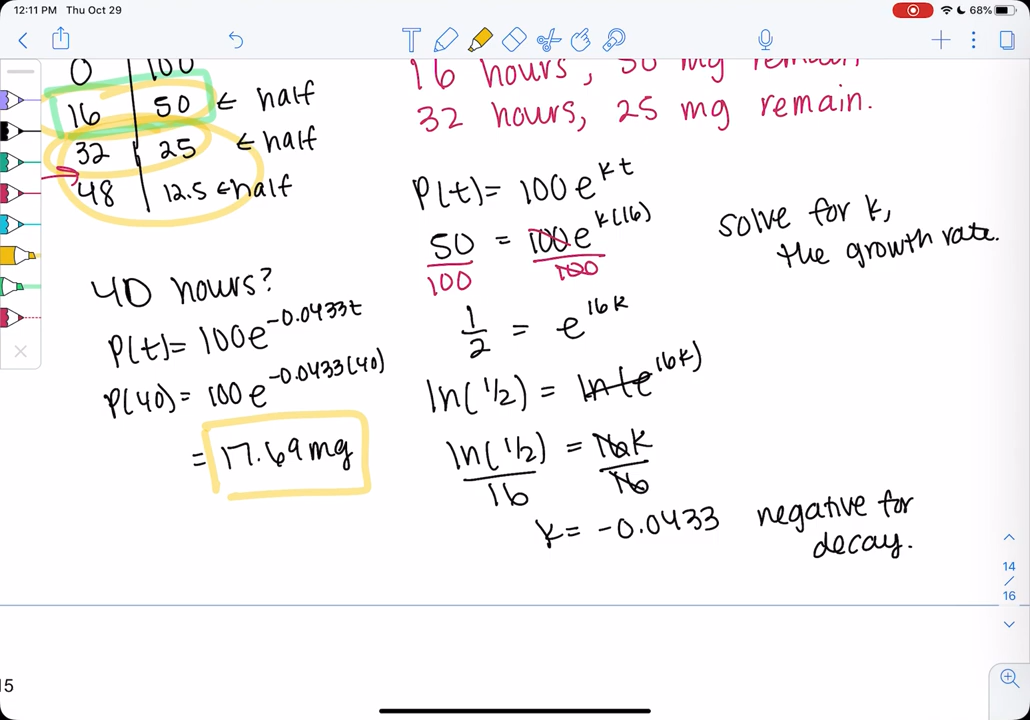 12:11 PM Thu Oct 29
68%
0 | 100
16 | 50 ← half
32 | 25 ← half
48 | 12.5 ← half
16 hours, 50 mg remain.
32 hours, 25 mg remain.
P(t) = 100e^{kt}
50 = 100e^{k(16)}
100 100
solve for k,
the growth rate.
1/2 = e^{16k}
ln(1/2) = ln(e^{16k})
ln(1/2) = 16k
16 16
k = -0.0433
negative for
decay.
40 hours?
P(t) = 100e^{-0.0433t}
P(40) = 100e^{-0.0433(40)}
= 17.69 mg
14
/
16
15